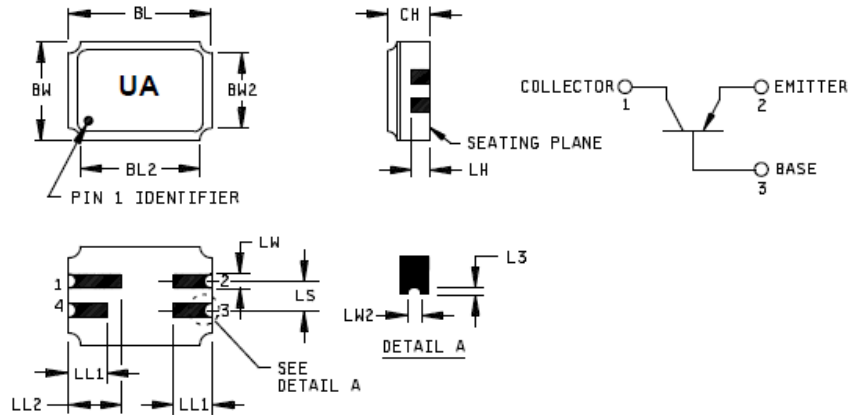 BL
CH
BW
UA
BW2
COLLECTOR
1
EMITTER
2
SEATING PLANE
BL2
LH
BASE
3
PIN 1 IDENTIFIER
LW
L3
1
2
LS
4
3
LW2
DETAIL A
SEE
DETAIL A
LL1
LL2
LL1